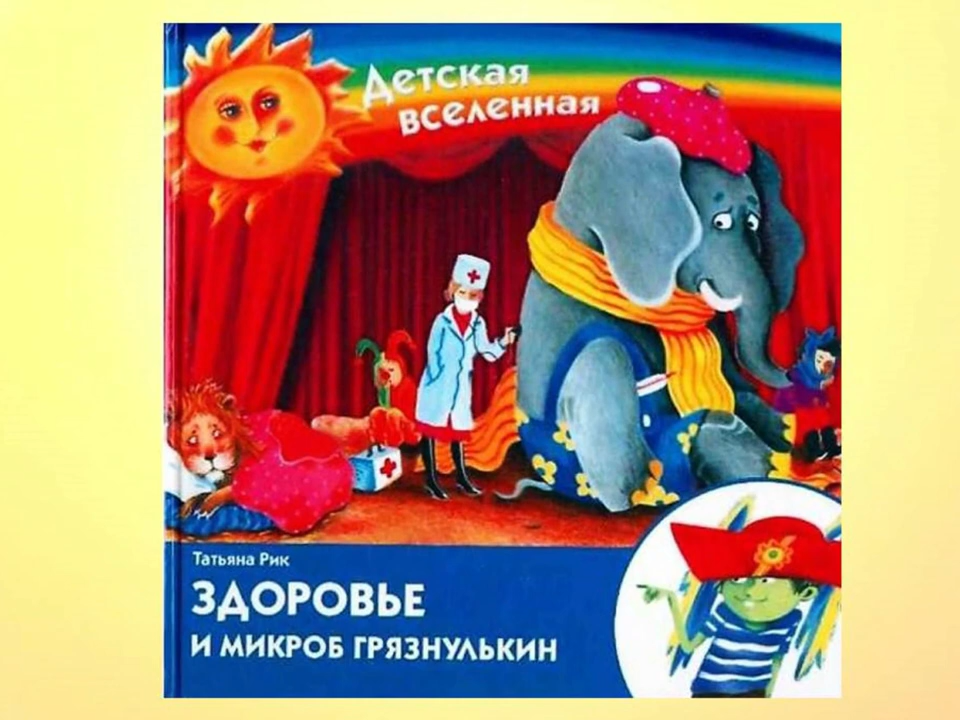 Детская
вселенная
Татьяна Рик
ЗДОРОВЬЕ
И МИКРОБ ГРЯЗНУЛЬКИН